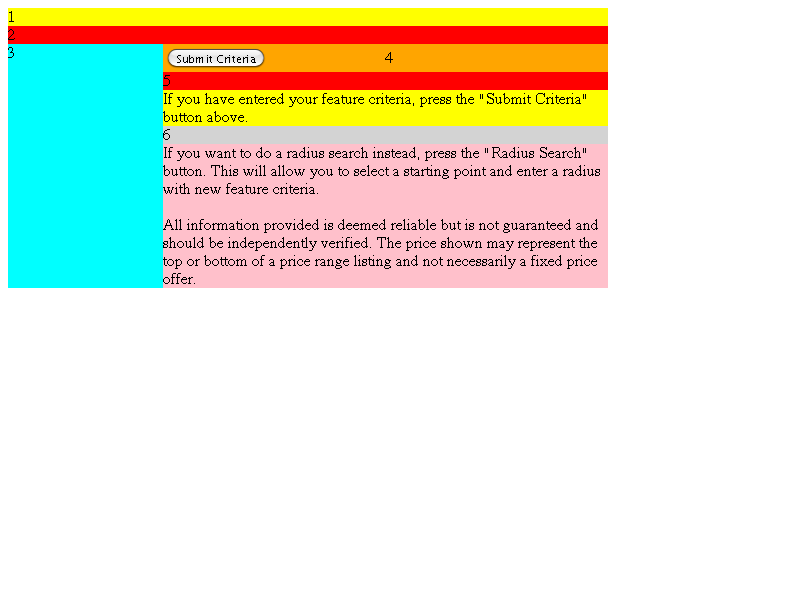 1
2
3
Submit Criteria 4
5
If you have entered your feature criteria, press the "Submit Criteria"
button above.
6
If you want to do a radius search instead, press the "Radius Search"
button. This will allow you to select a starting point and enter a radius
with new feature criteria.
All information provided is deemed reliable but is not guaranteed and
should be independently verified. The price shown may represent the
top or bottom of a price range listing and not necessarily a fixed price
offer.